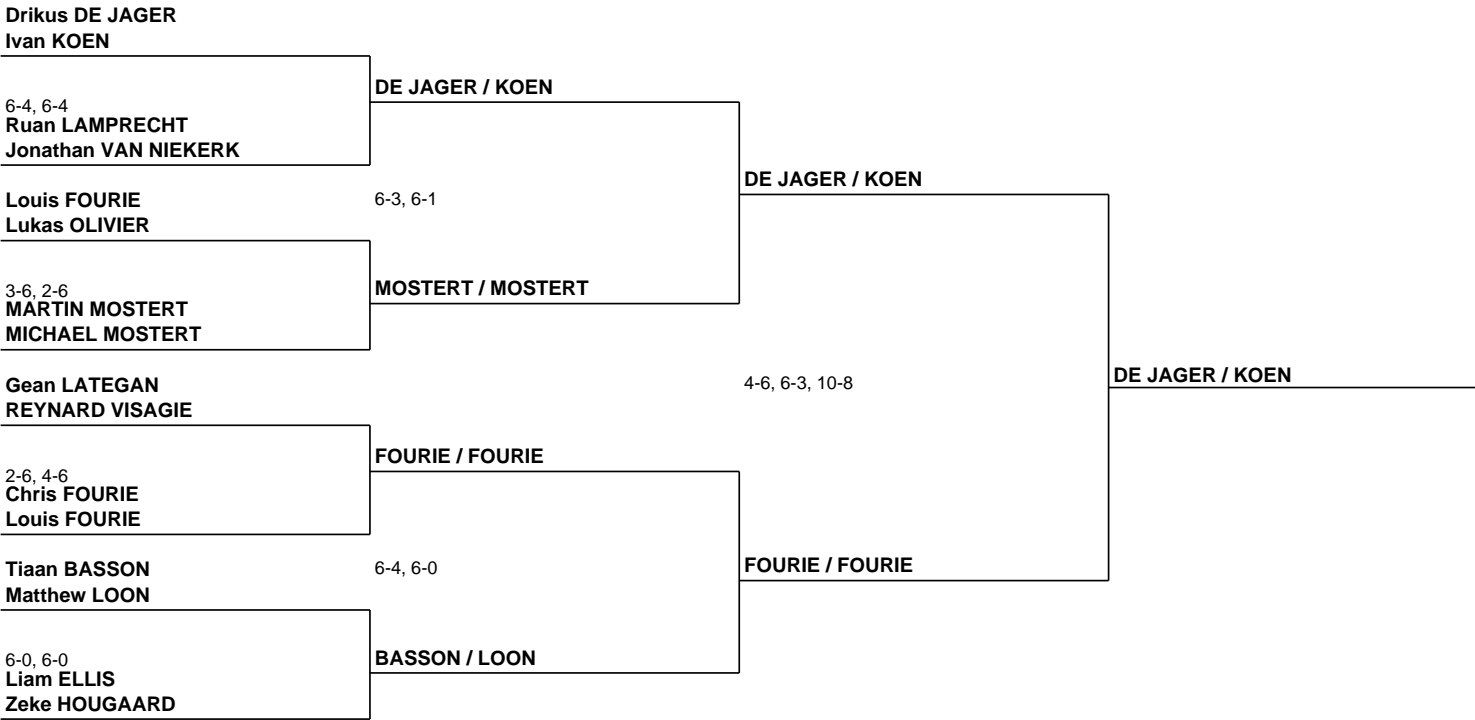 Drikus DE JAGER
Ivan KOEN
DE JAGER / KOEN
6-4, 6-4
Ruan LAMPRECHT
Jonathan VAN NIEKERK
DE JAGER / KOEN
Louis FOURIE
6-3, 6-1
Lukas OLIVIER
MOSTERT / MOSTERT
3-6, 2-6
MARTIN MOSTERT
MICHAEL MOSTERT
DE JAGER / KOEN
Gean LATEGAN
4-6, 6-3, 10-8
REYNARD VISAGIE
FOURIE / FOURIE
2-6, 4-6
Chris FOURIE
Louis FOURIE
FOURIE / FOURIE
Tiaan BASSON
6-4, 6-0
Matthew LOON
BASSON / LOON
6-0, 6-0
Liam ELLIS
Zeke HOUGAARD